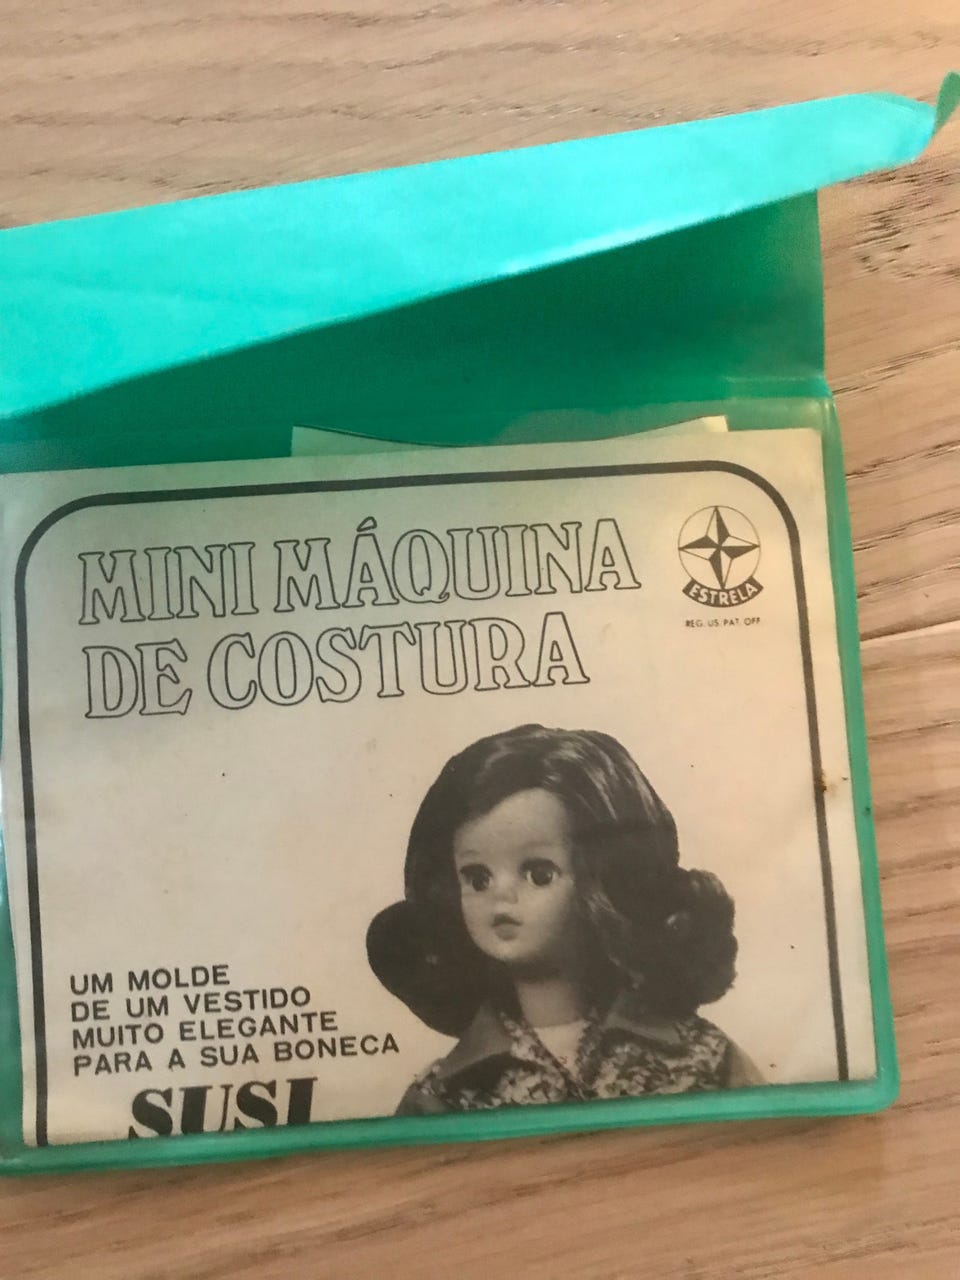 MINI MÁQUINA
DE COSTURA
ESTRELA
REG. US. PAT. OFF
UM MOLDE
DE UM VESTIDO
MUITO ELEGANTE
PARA A SUA BONECA
SUSI